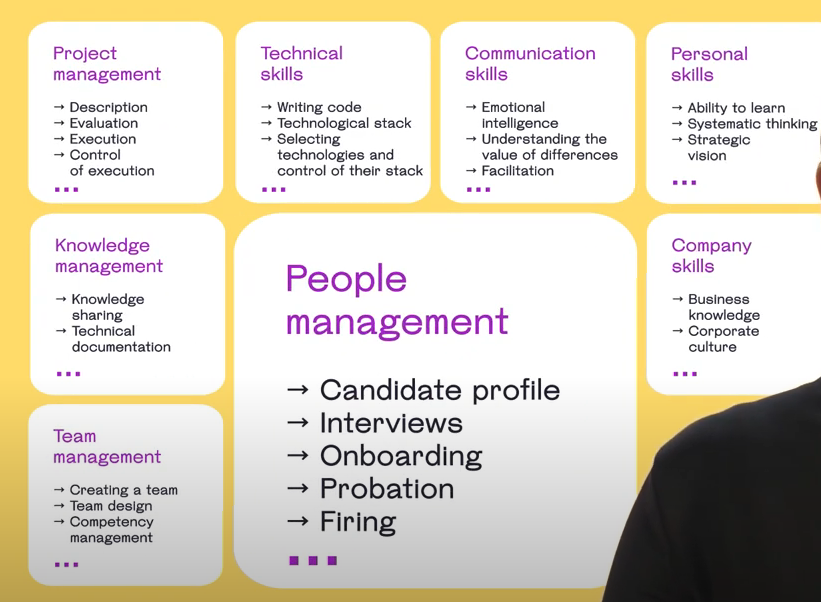 Project
management
→ Description
→ Evaluation
→ Execution
→ Control
of execution
...
Technical
skills
→ Writing code
→ Technological stack
→ Selecting
technologies and
control of their stack
...
Communication
skills
→ Emotional
intelligence
→ Understanding the
value of differences
→ Facilitation
...
Personal
skills
→ Ability to learn
→ Systematic thinking
→ Strategic
vision
...
Knowledge
management
→ Knowledge
sharing
→ Technical
documentation
...
People
management
→ Candidate profile
→ Interviews
→ Onboarding
→ Probation
→ Firing
...
Company
skills
→ Business
knowledge
→ Corporate
culture
...
Team
management
→ Creating a team
→ Team design
→ Competency
management
...